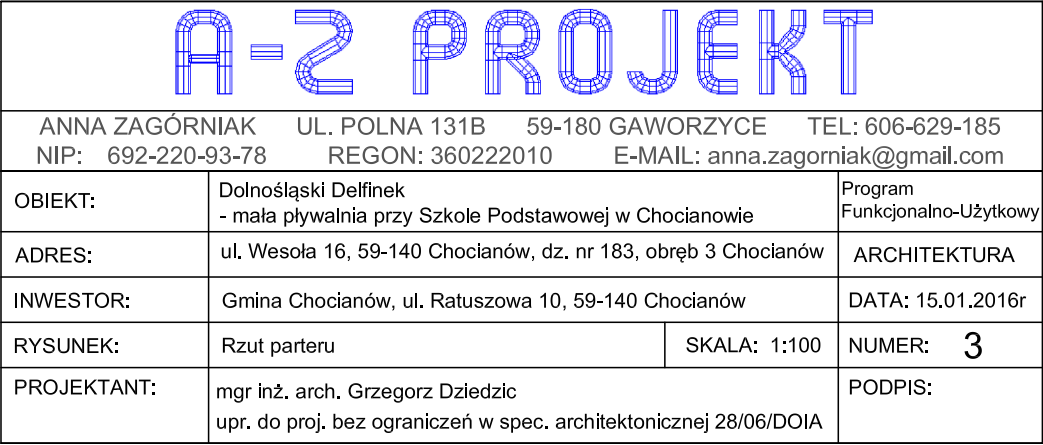 A-Z PROJEKT
ANNA ZAGÓRNIAK UL. POLNA 131B 59-180 GAWORZYCE TEL: 606-629-185
NIP: 692-220-93-78 REGON: 360222010 E-MAIL: anna.zagorniak@gmail.com
OBIEKT: Dolnośląski Delfinek
- mała pływalnia przy Szkole Podstawowej w Chocianowie
Program
Funkcjonalno-Użytkowy
ADRES: ul. Wesoła 16, 59-140 Chocianów, dz. nr 183, obręb 3 Chocianów ARCHITEKTURA
INWESTOR: Gmina Chocianów, ul. Ratuszowa 10, 59-140 Chocianów DATA: 15.01.2016r
RYSUNEK: Rzut parteru SKALA: 1:100 NUMER: 3
PROJEKTANT: mgr inż. arch. Grzegorz Dziedzic
upr. do proj. bez ograniczeń w spec. architektonicznej 28/06/DOIA
PODPIS: